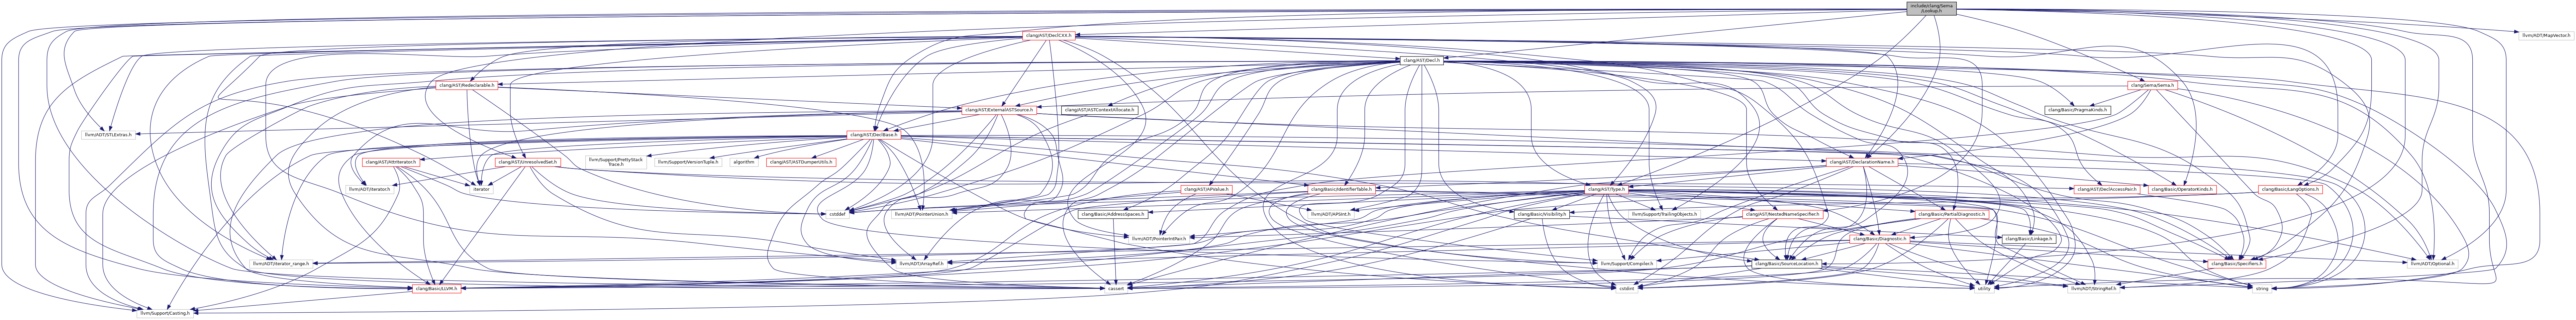 include/clang/Sema
/Lookup.h
clang/AST/DeclCXX.h
llvm/ADT/MapVector.h
clang/AST/Decl.h
clang/AST/Redeclarable.h
clang/Sema/Sema.h
clang/AST/ExternalASTSource.h
clang/AST/ASTContextAllocate.h
clang/Basic/PragmaKinds.h
llvm/ADT/STLExtras.h
clang/AST/DeclBase.h
clang/AST/AttrIterator.h
clang/AST/UnresolvedSet.h
llvm/Support/PrettyStack
Trace.h
llvm/Support/VersionTuple.h
algorithm
clang/AST/ASTDumperUtils.h
clang/AST/DeclarationName.h
llvm/ADT/iterator.h
iterator
clang/AST/APValue.h
clang/Basic/IdentifierTable.h
clang/AST/Type.h
clang/AST/DeclAccessPair.h
clang/Basic/OperatorKinds.h
clang/Basic/LangOptions.h
cstddef
llvm/ADT/PointerUnion.h
clang/Basic/AddressSpaces.h
llvm/ADT/APSInt.h
clang/Basic/Visibility.h
llvm/Support/TrailingObjects.h
clang/AST/NestedNameSpecifier.h
clang/Basic/PartialDiagnostic.h
llvm/ADT/PointerIntPair.h
clang/Basic/Diagnostic.h
clang/Basic/Linkage.h
llvm/ADT/iterator_range.h
llvm/ADT/ArrayRef.h
llvm/Support/Compiler.h
clang/Basic/SourceLocation.h
clang/Basic/Specifiers.h
llvm/ADT/Optional.h
clang/Basic/LLVM.h
cassert
cstdint
utility
llvm/ADT/StringRef.h
string
llvm/Support/Casting.h